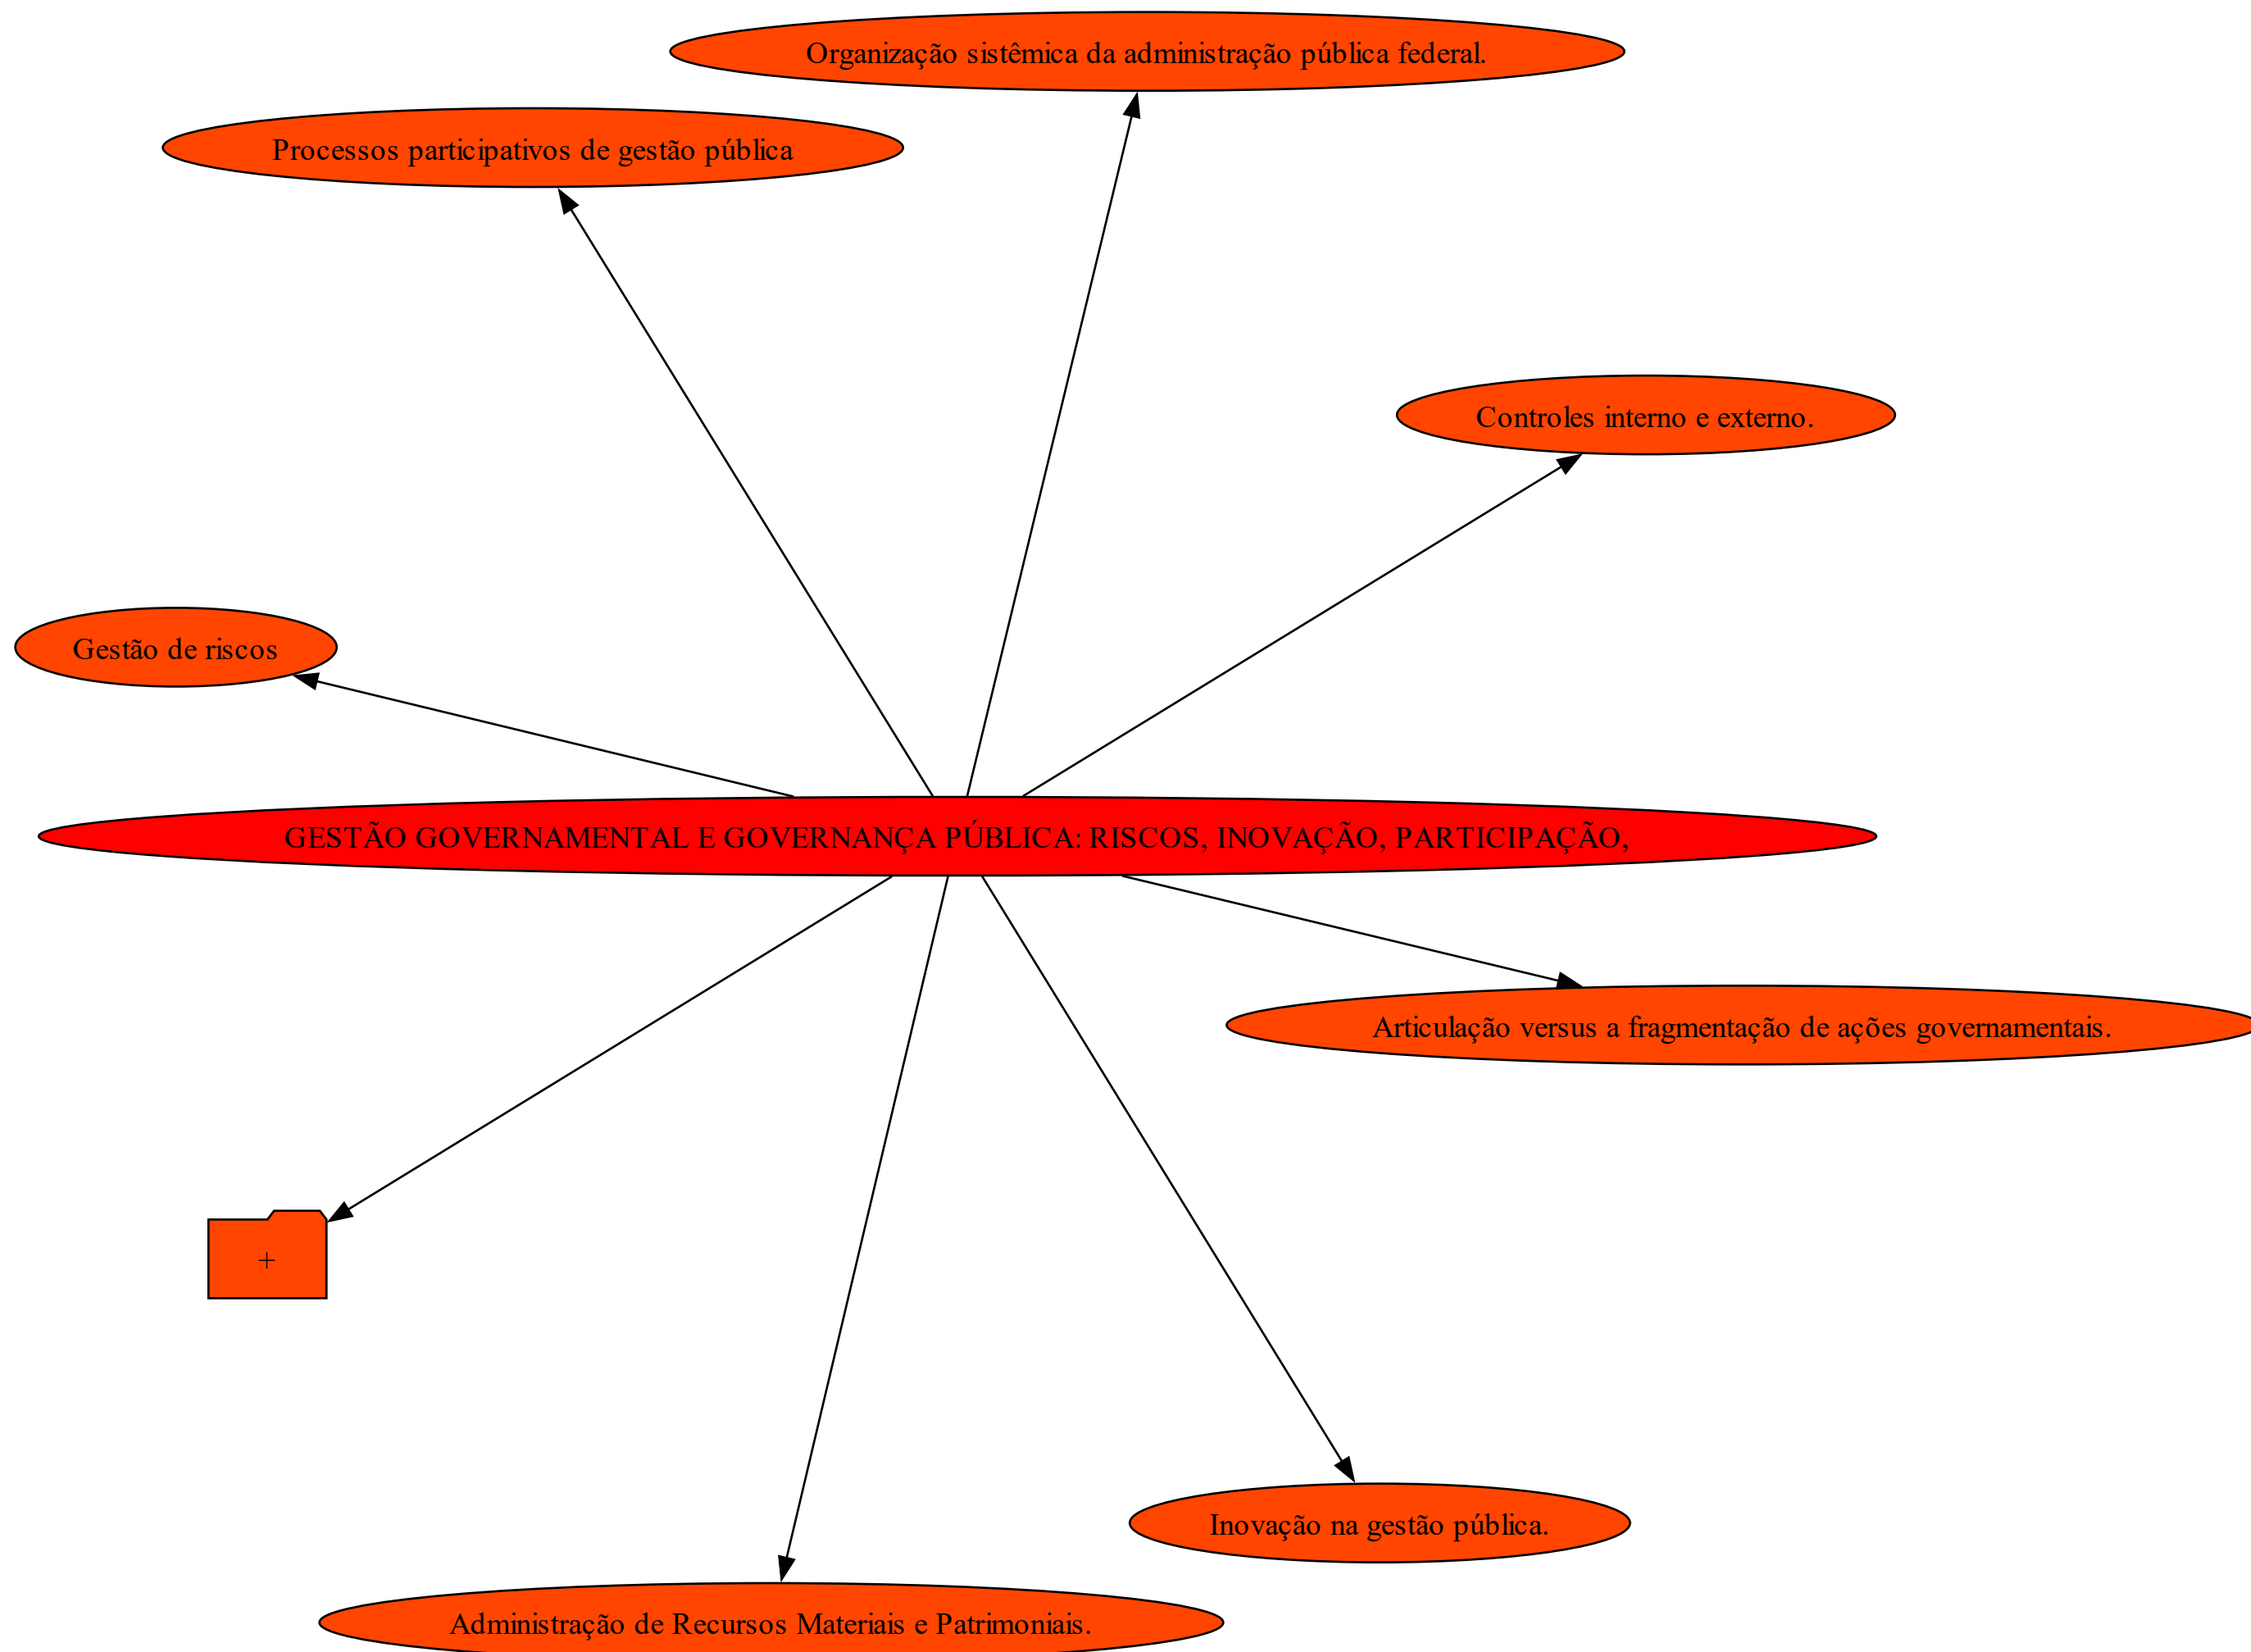 Organização sistêmica da administração pública federal.
Processos participativos de gestão pública
Controles interno e externo.
Gestão de riscos
GESTÃO GOVERNAMENTAL E GOVERNANÇA PÚBLICA: RISCOS, INOVAÇÃO, PARTICIPAÇÃO,
Articulação versus a fragmentação de ações governamentais.
+
Inovação na gestão pública.
Administração de Recursos Materiais e Patrimoniais.